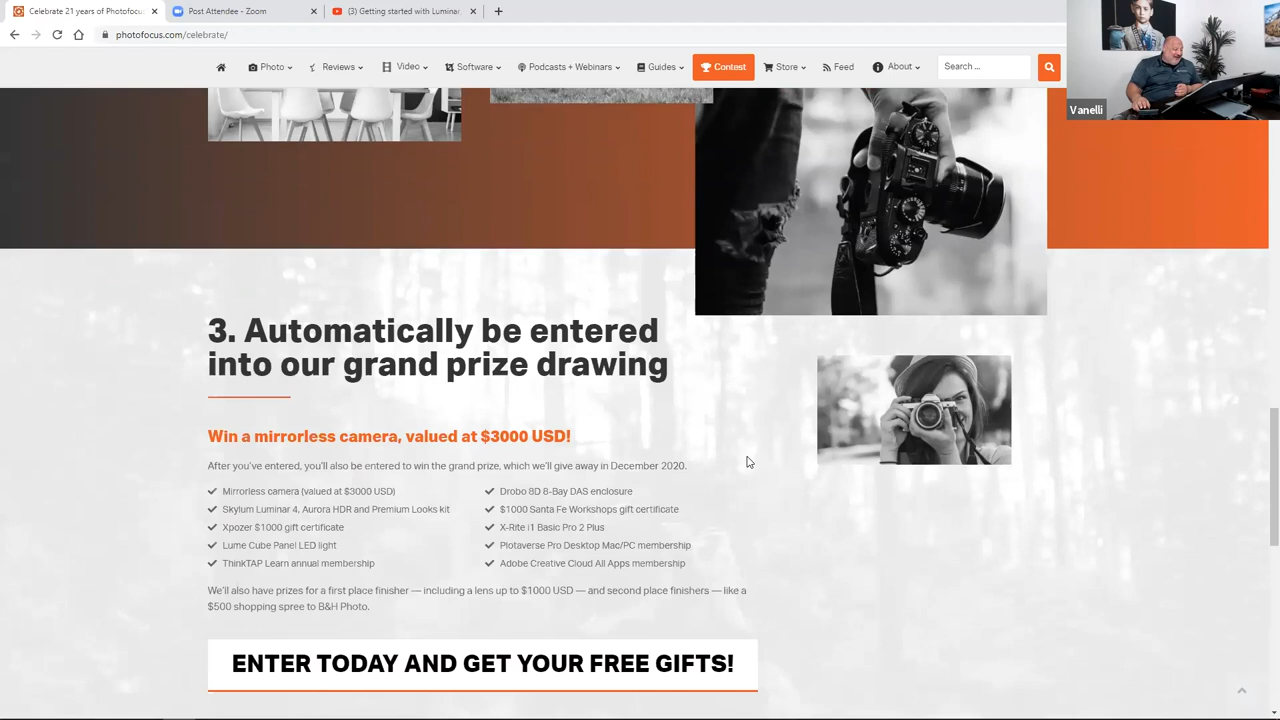 Celebrate 21 years of Photofocus
Post Attendee - Zoom
(3) Getting started with Luminar
photofocus.com/celebrate/
Photo
Reviews
Video
Software
Podcasts + Webinars
Guides
Contest
Store
Feed
About
Search ...
Vanelli
3. Automatically be entered
into our grand prize drawing
Win a mirrorless camera, valued at $3000 USD!
After you've entered, you'll also be entered to win the grand prize, which we'll give away in December 2020.
Mirrorless camera (valued at $3000 USD)
Skylum Luminar 4, Aurora HDR and Premium Looks kit
Xpozer $1000 gift certificate
Lume Cube Panel LED light
ThinkTAP Learn annual membership
Drobo 8D 8-Bay DAS enclosure
$1000 Santa Fe Workshops gift certificate
X-Rite i1 Basic Pro 2 Plus
Plotaverse Pro Desktop Mac/PC membership
Adobe Creative Cloud All Apps membership
We'll also have prizes for a first place finisher — including a lens up to $1000 USD — and second place finishers — like a
$500 shopping spree to B&H Photo.
ENTER TODAY AND GET YOUR FREE GIFTS!